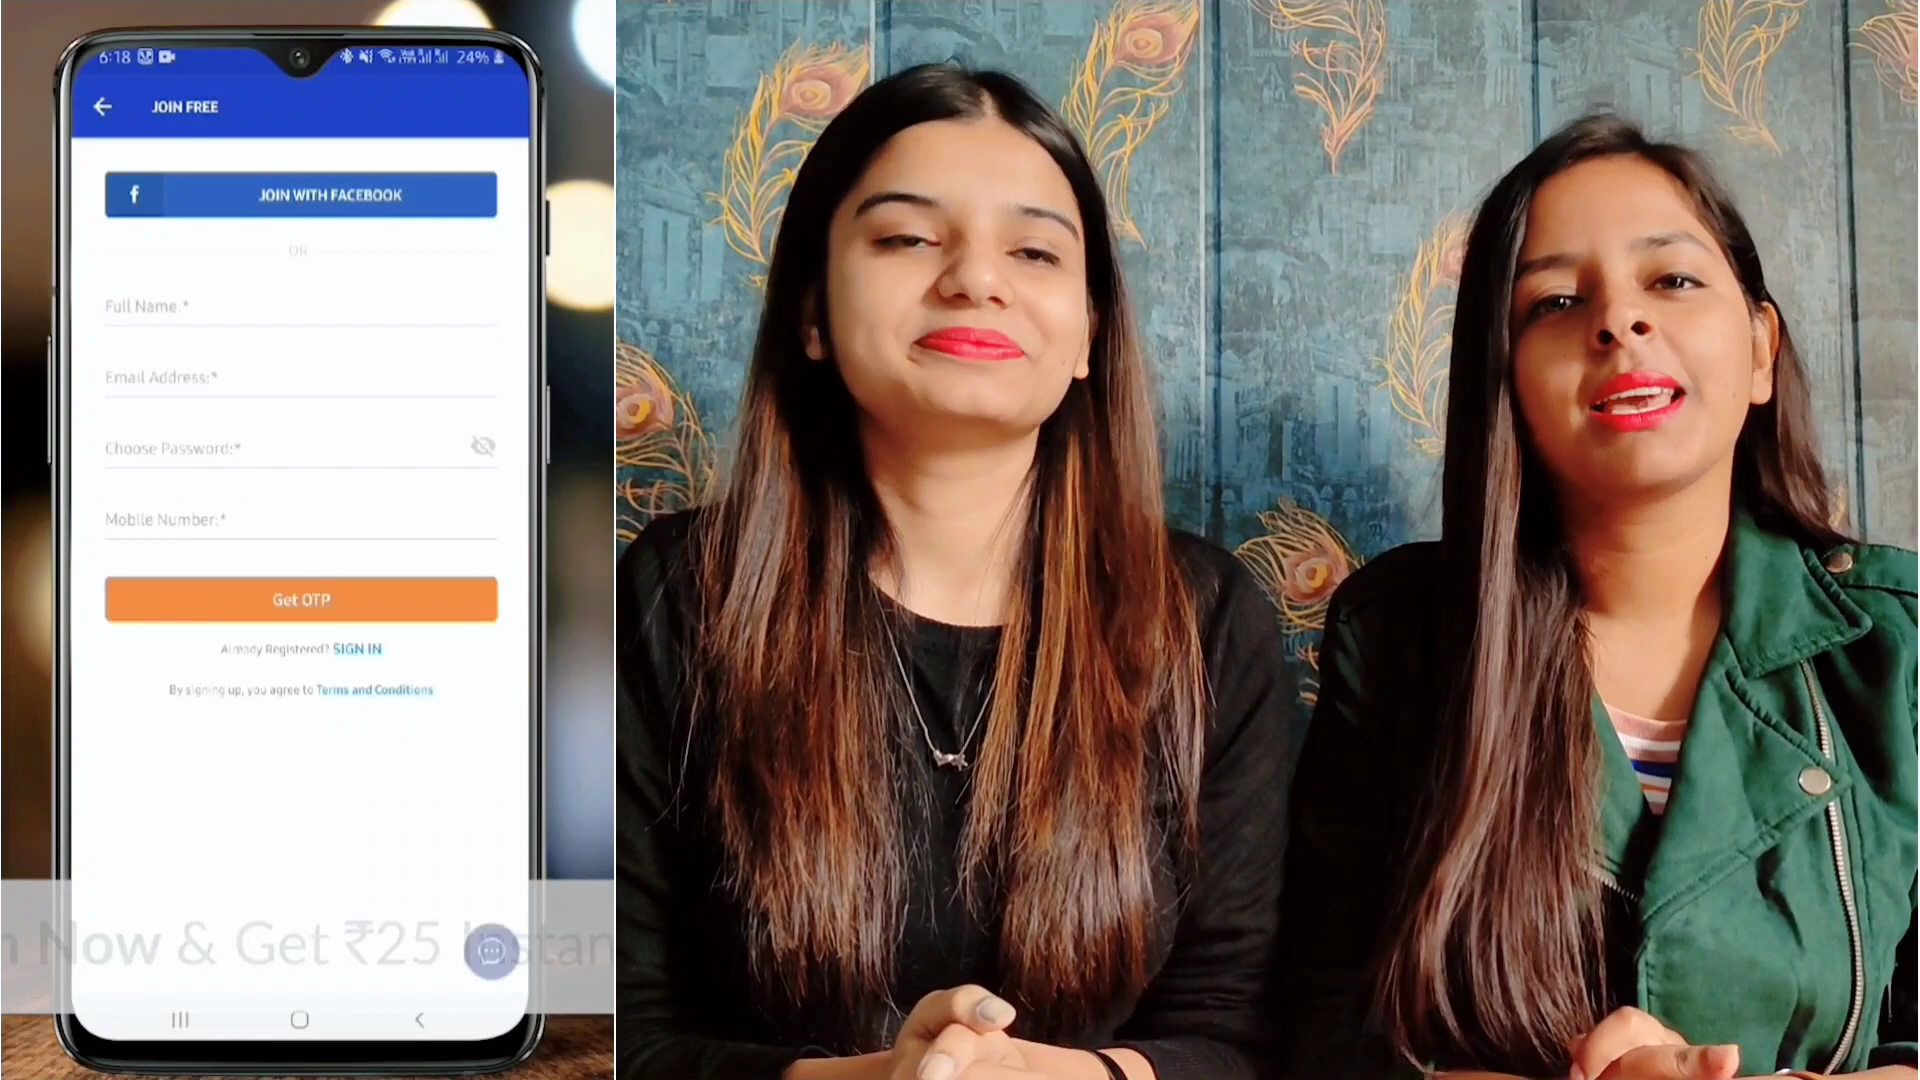 6:18 24%
JOIN FREE
f JOIN WITH FACEBOOK
OR
Full Name:*
Email Address:*
Choose Password:*
Mobile Number:*
Get OTP
Already Registered? SIGN IN
By signing up, you agree to Terms and Conditions
Now & Get ₹25